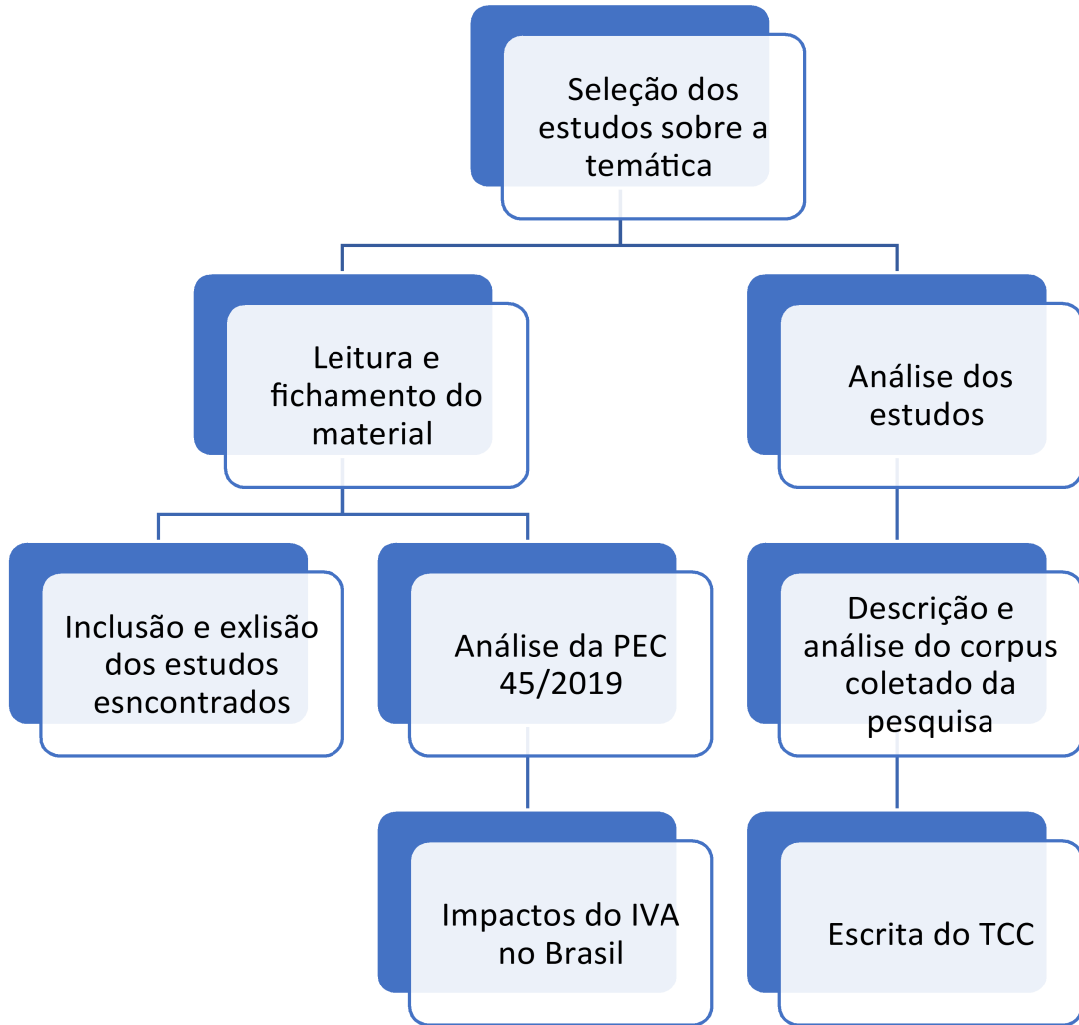 Seleção dos
estudos sobre a
temática
Leitura e
fichamento do
material
Análise dos
estudos
Inclusão e exlisão
dos estudos
esncontrados
Análise da PEC
45/2019
Descrição e
análise do corpus
coletado da
pesquisa
Impactos do IVA
no Brasil
Escrita do TCC